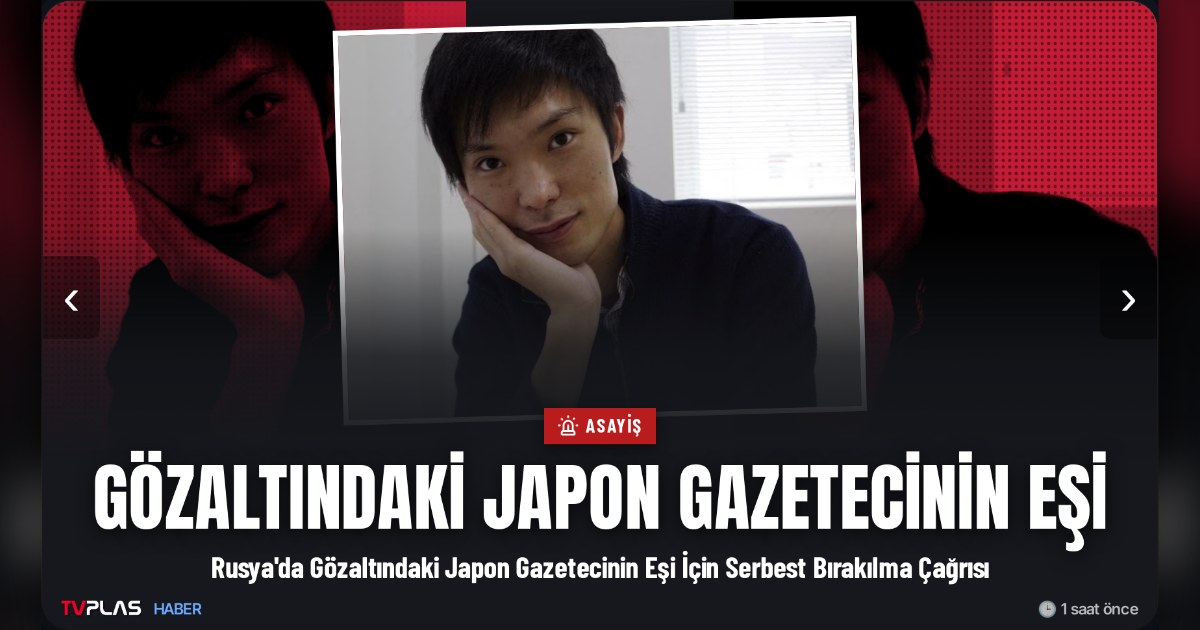 ASAYİŞ
GÖZALTINDAKİ JAPON GAZETECİNİN EŞİ
Rusya'da Gözaltındaki Japon Gazetecinin Eşi İçin Serbest Bırakılma Çağrısı
TVPLAS HABER
1 saat önce